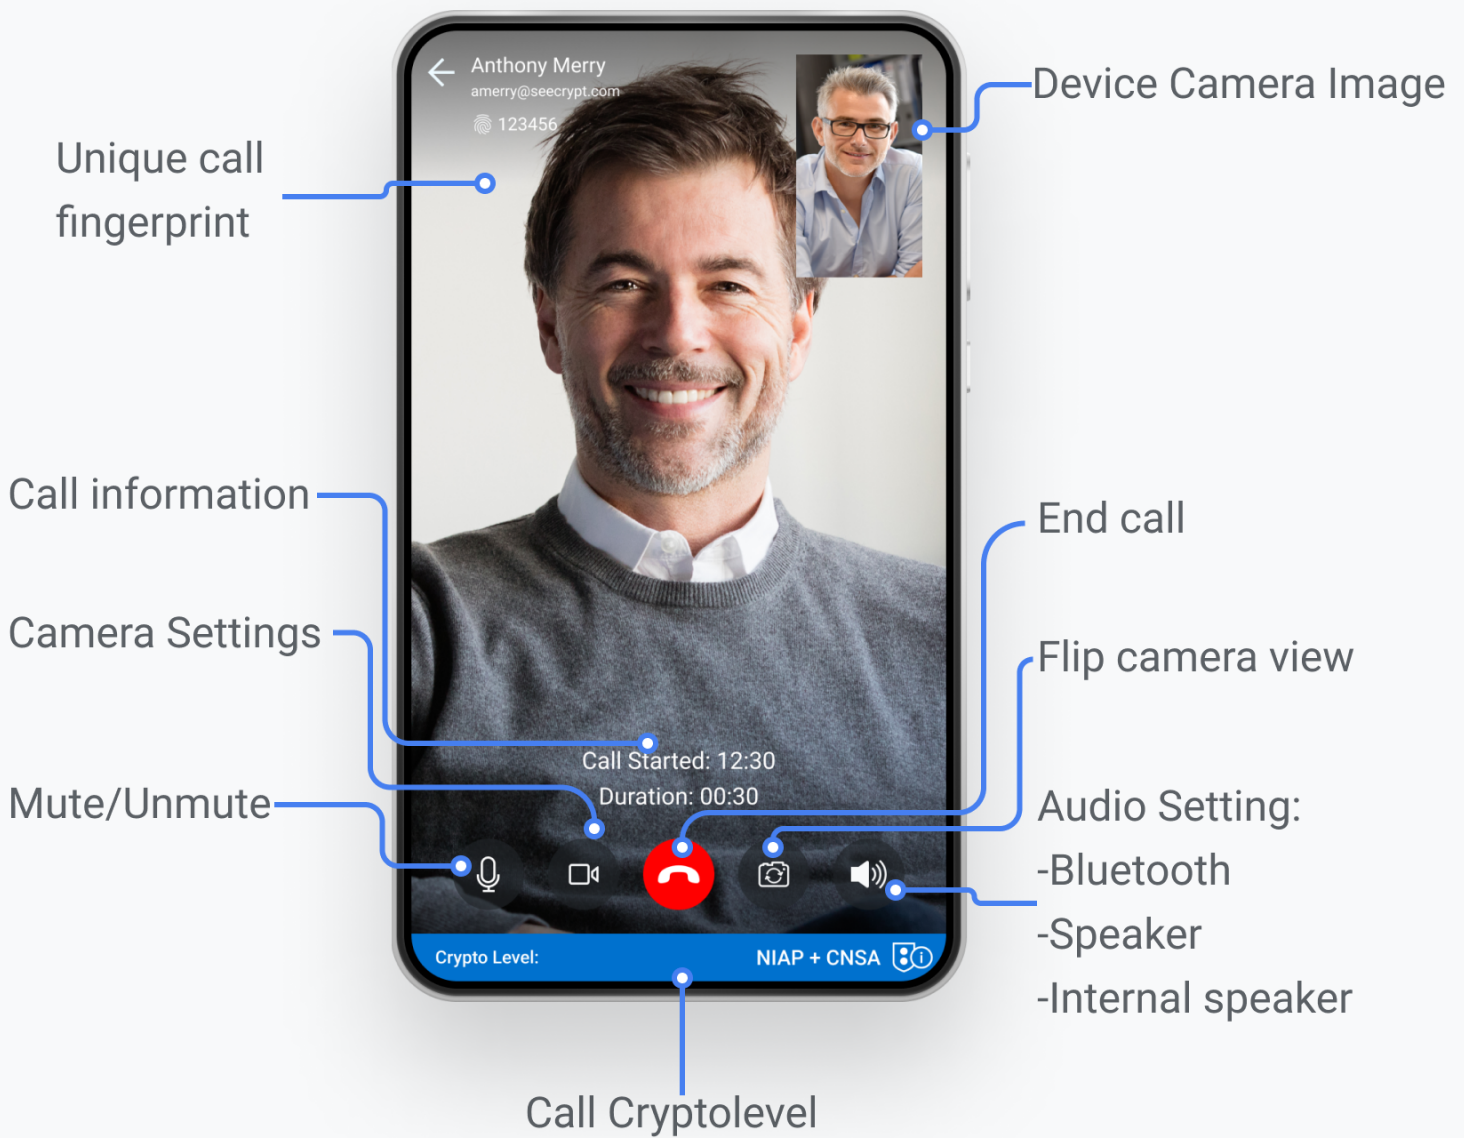 Anthony Merry
amerry@seecrypt.com
123456
Device Camera Image
Unique call
fingerprint
Call information
End call
Camera Settings
Flip camera view
Call Started: 12:30
Duration: 00:30
Mute/Unmute
Audio Setting:
-Bluetooth
-Speaker
-Internal speaker
Crypto Level:
NIAP + CNSA
Call Cryptolevel